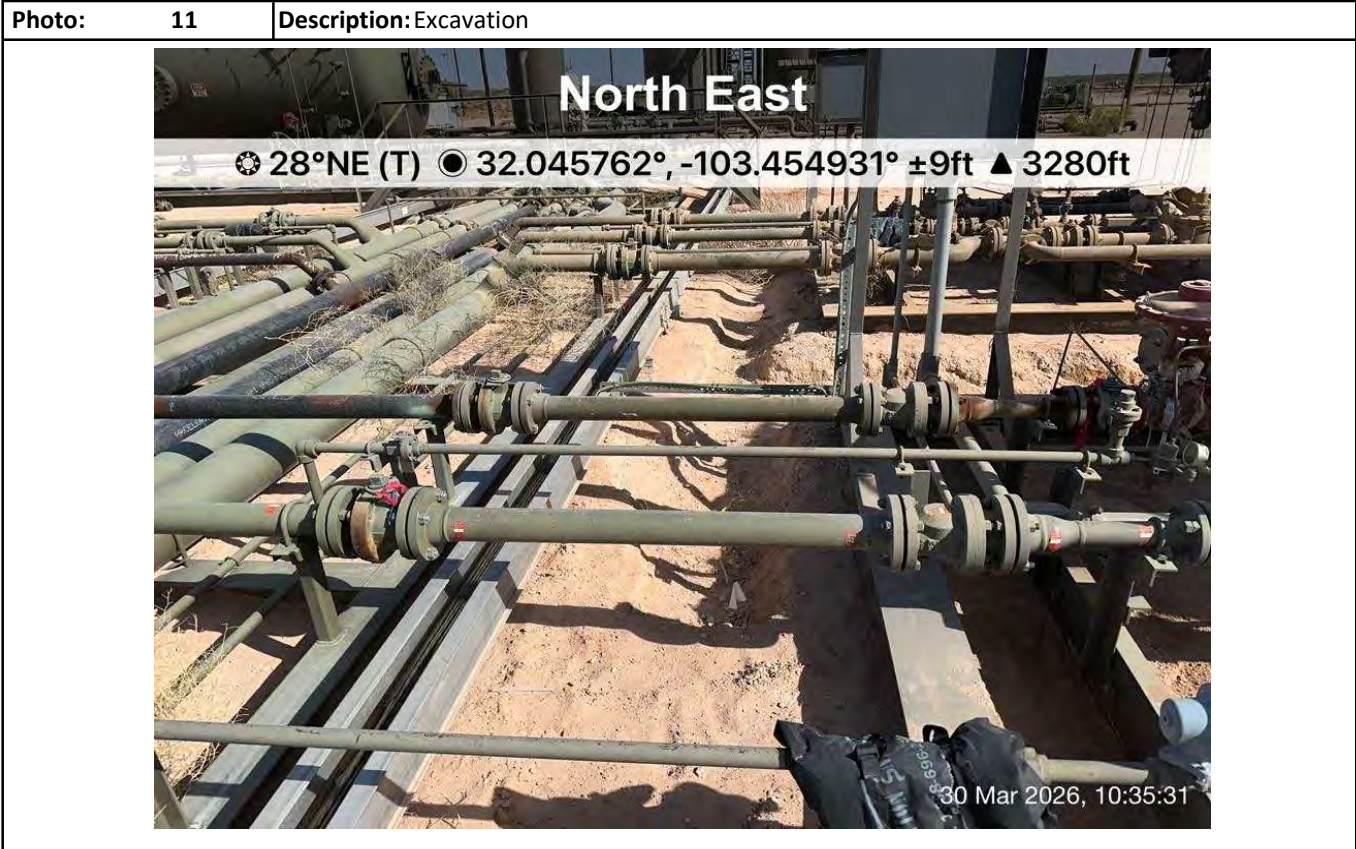 Photo: 11 Description: Excavation
North East
28°NE (T) 32.045762°, -103.454931° ±9ft ▲ 3280ft
30 Mar 2026, 10:35:31